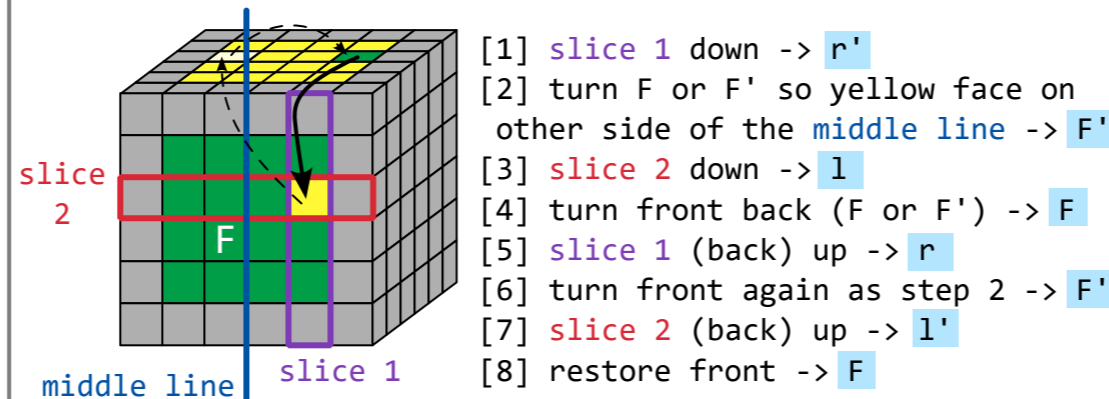 [1] slice 1 down -> r'
[2] turn F or F' so yellow face on
other side of the middle line -> F'
[3] slice 2 down -> l
[4] turn front back (F or F') -> F
[5] slice 1 (back) up -> r
[6] turn front again as step 2 -> F'
[7] slice 2 (back) up -> l'
[8] restore front -> F
slice
2
F
slice 1
middle line